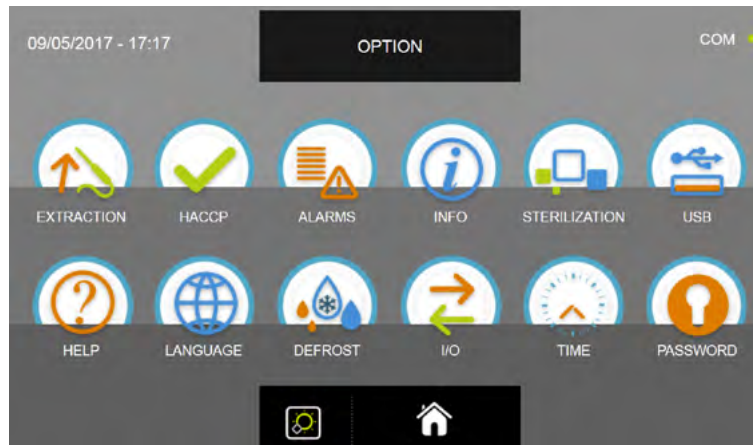 09/05/2017 - 17:17
OPTION
COM
EXTRACTION
HACCP
ALARMS
INFO
STERILIZATION
USB
HELP
LANGUAGE
DEFROST
I/O
TIME
PASSWORD